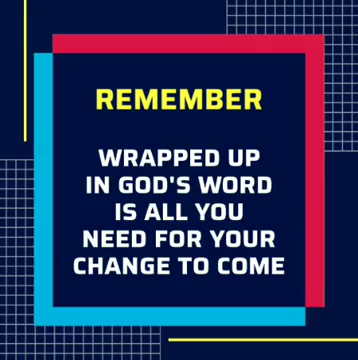 REMEMBER
WRAPPED UP
IN GOD'S WORD
IS ALL YOU
NEED FOR YOUR
CHANGE TO COME